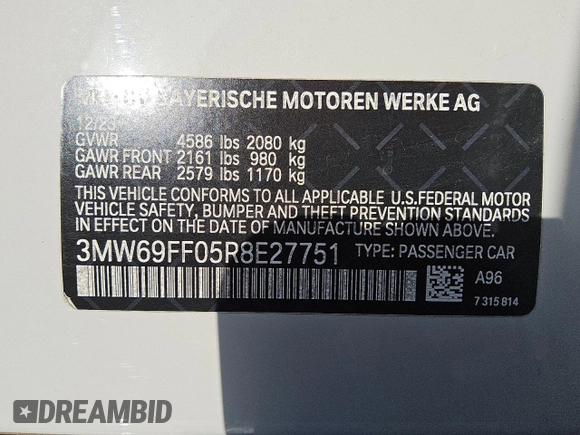 BAYERISCHE MOTOREN WERKE AG
12/23
GVWR 4586 lbs 2080 kg
GAWR FRONT 2161 lbs 980 kg
GAWR REAR 2579 lbs 1170 kg
THIS VEHICLE CONFORMS TO ALL APPLICABLE U.S.FEDERAL MOTOR
VEHICLE SAFETY, BUMPER AND THEFT PREVENTION STANDARDS
IN EFFECT ON THE DATE OF MANUFACTURE SHOWN ABOVE.
3MW69FF05R8E27751 TYPE: PASSENGER CAR
A96
7 315 814
DREAMBID